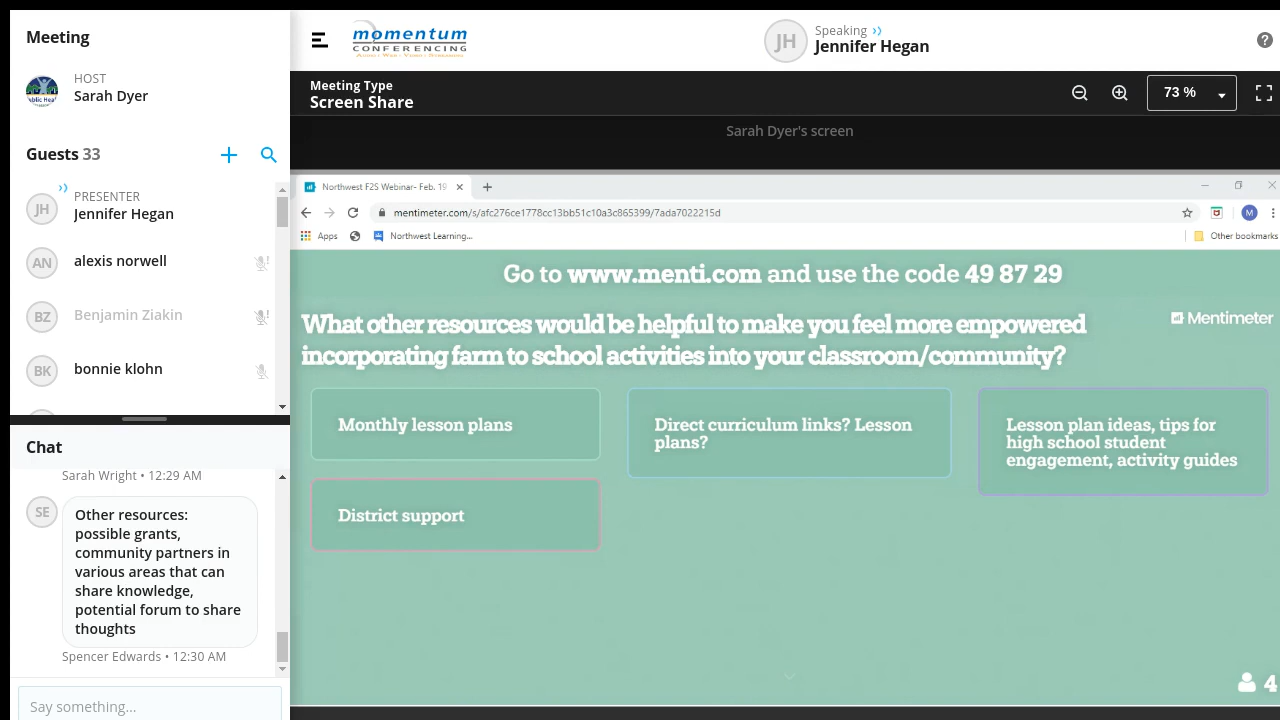 Meeting
HOST
Sarah Dyer
Guests 33
JH
PRESENTER
Jennifer Hegan
AN
alexis norwell
BZ
Benjamin Ziakin
BK
bonnie klohn
Chat
Sarah Wright • 12:29 AM
SE
Other resources:
possible grants,
community partners in
various areas that can
share knowledge,
potential forum to share
thoughts
Spencer Edwards • 12:30 AM
Say something...
momentum
CONFERENCING
JH
Speaking
Jennifer Hegan
Meeting Type
Screen Share
73 %
Sarah Dyer's screen
Northwest F2S Webinar- Feb. 19
mentimeter.com/s/afc276ce1778cc13bb51c10a3c865399/7ada7022215d
M
Apps
Northwest Learning...
Other bookmarks
Go to www.menti.com and use the code 49 87 29
What other resources would be helpful to make you feel more empowered
incorporating farm to school activities into your classroom/community?
Mentimeter
Monthly lesson plans
Direct curriculum links? Lesson
plans?
Lesson plan ideas, tips for
high school student
engagement, activity guides
District support
4